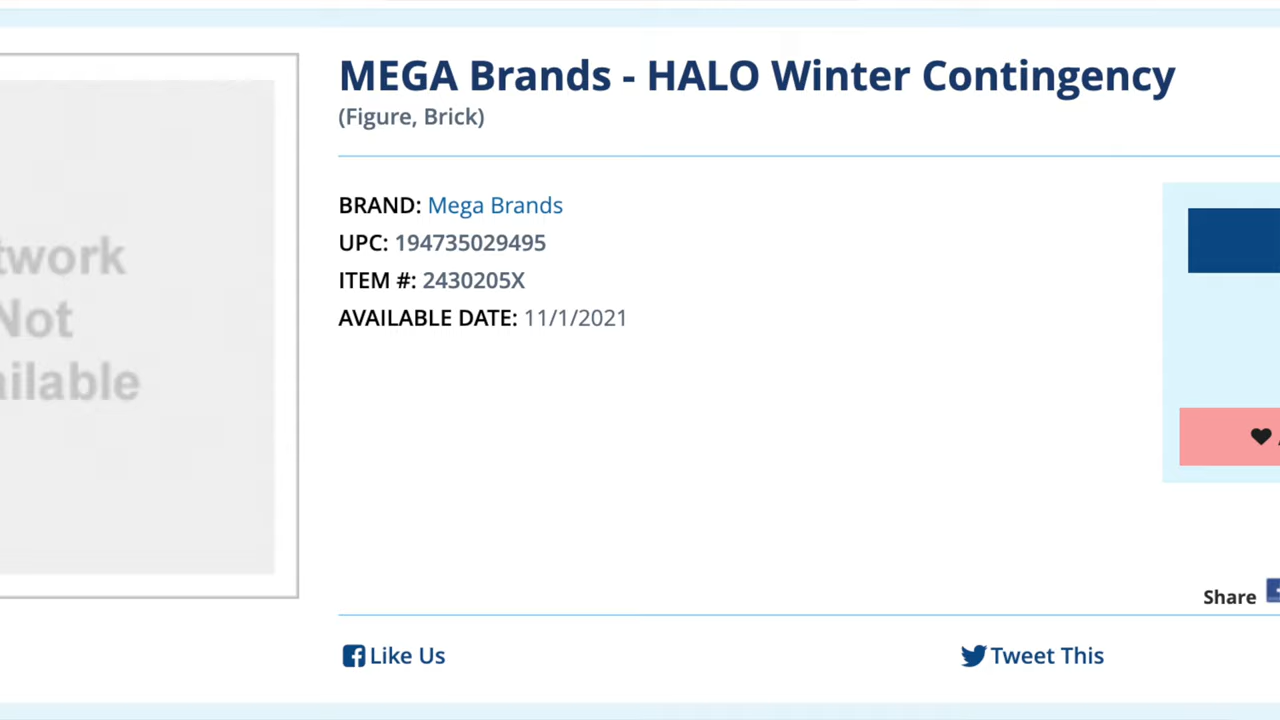 MEGA Brands - HALO Winter Contingency
(Figure, Brick)
BRAND: Mega Brands
UPC: 194735029495
ITEM #: 2430205X
AVAILABLE DATE: 11/1/2021
twork
Not
ailable
Share
Like Us
Tweet This